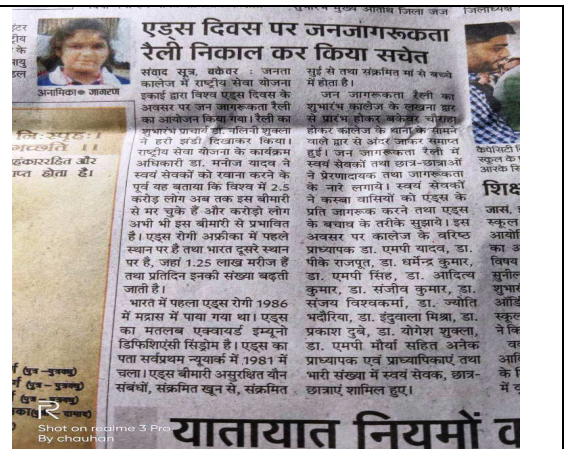 एड्स दिवस पर जनजागरूकता
रैली निकाल कर किया सचेत
अनामिका ● जागरण
संवाद सूत्र, बकेवर : जनता
कालेज में राष्ट्रीय सेवा योजना
इकाई द्वारा विश्व एड्स दिवस के
अवसर पर जन जागरूकता रैली
का आयोजन किया गया। रैली का
शुभारंभ प्राचार्य डा. नलिनी शुक्ला
ने हरी झंडी दिखाकर किया।
राष्ट्रीय सेवा योजना के कार्यक्रम
अधिकारी डा. मनोज यादव ने
स्वयं सेवकों को रवाना करने के
पूर्व यह बताया कि विश्व में 2.5
करोड़ लोग अब तक इस बीमारी
से मर चुके हैं और करोड़ो लोग
अभी भी इस बीमारी से प्रभावित
है। एड्स रोगी अफ्रीका में पहले
स्थान पर है तथा भारत दूसरे स्थान
पर है, जहां 1.25 लाख मरीज हैं
तथा प्रतिदिन इनकी संख्या बढ़ती
जाती है।
भारत में पहला एड्स रोगी 1986
में मद्रास में पाया गया था। एड्स
का मतलब एक्वायर्ड इम्यूनो
डिफिशिएंसी सिंड्रोम है। एड्स का
पता सर्वप्रथम न्यूयार्क में 1981 में
चला। एड्स बीमारी असुरक्षित यौन
संबंधों, संक्रमित खून से, संक्रमित
सुई से तथा संक्रमित मां से बच्चे
में होता है।
जन जागरूकता रैली का
शुभारंभ कालेज के लखना द्वार
से प्रारंभ होकर बकेवर चौराहा
होकर कालेज के थाना के सामने
वाले द्वार से अंदर जाकर समाप्त
हुई। जन जागरूकता रैली में
स्वयं सेवकों तथा छात्र-छात्राओं
ने प्रेरणादायक तथा जागरूकता
के नारे लगाये। स्वयं सेवकों
ने कस्बा वासियों को एड्स के
प्रति जागरूक करने तथा एड्स
के बचाव के तरीके सुझाये। इस
अवसर पर कालेज के वरिष्ठ
प्राध्यापक डा. एमपी यादव, डा.
पीके राजपूत, डा. धर्मेन्द्र कुमार,
डा. एमपी सिंह, डा. आदित्य
कुमार, डा. संजीव कुमार, डा.
संजय विश्वकर्मा, डा. ज्योति
भदौरिया, डा. इंदुवाला मिश्रा, डा.
प्रकाश दुबे, डा. योगेश शुक्ला,
डा. एमपी मौर्या सहित अनेक
प्राध्यापक एवं प्राध्यापिकाएं तथा
भारी संख्या में स्वयं सेवक, छात्र-
छात्राएं शामिल हुए।
यातायात नियमों
Shot on realme 3 Pro
By chauhan